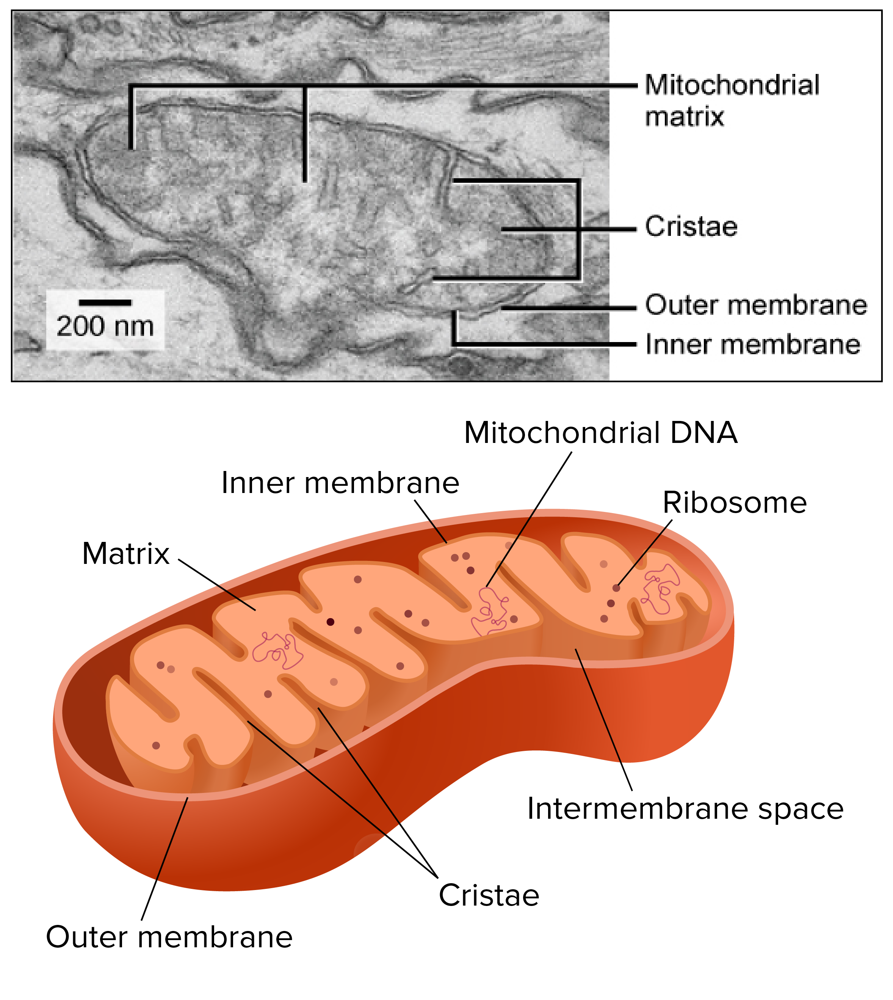 Mitochondrial
matrix
Cristae
Outer membrane
Inner membrane
200 nm
Mitochondrial DNA
Inner membrane
Ribosome
Matrix
Intermembrane space
Cristae
Outer membrane